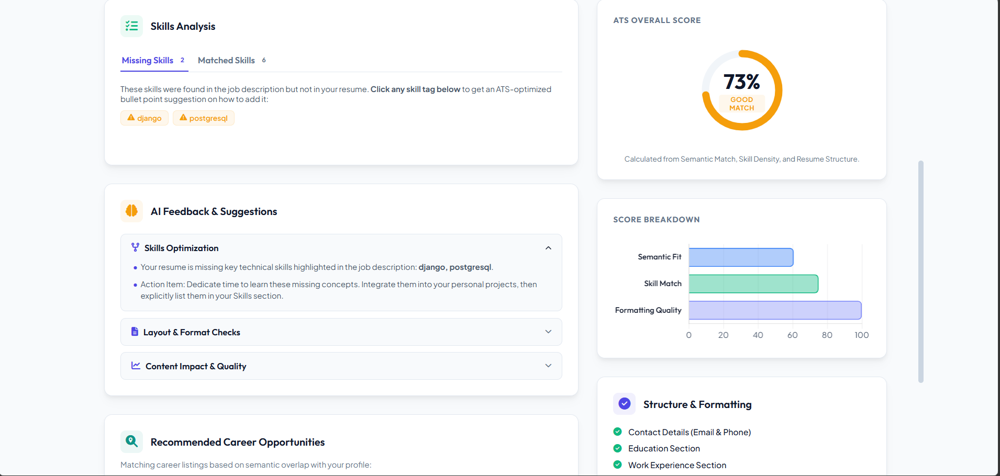 Skills Analysis
Missing Skills 2 Matched Skills 6
These skills were found in the job description but not in your resume. Click any skill tag below to get an ATS-optimized
bullet point suggestion on how to add it:
django postgresql
AI Feedback & Suggestions
Skills Optimization
Your resume is missing key technical skills highlighted in the job description: django, postgresql.
Action Item: Dedicate time to learn these missing concepts. Integrate them into your personal projects, then
explicitly list them in your Skills section.
Layout & Format Checks
Content Impact & Quality
Recommended Career Opportunities
Matching career listings based on semantic overlap with your profile:
ATS OVERALL SCORE
73%
GOOD
MATCH
Calculated from Semantic Match, Skill Density, and Resume Structure.
SCORE BREAKDOWN
Semantic Fit
Skill Match
Formatting Quality
0 20 40 60 80 100
Structure & Formatting
Contact Details (Email & Phone)
Education Section
Work Experience Section